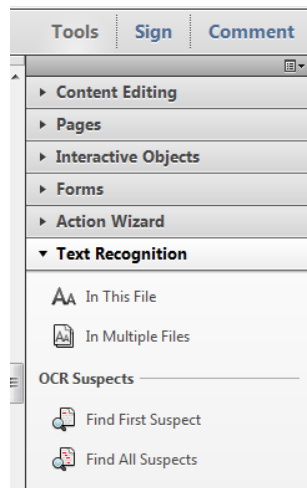 Tools Sign Comment
Content Editing
Pages
Interactive Objects
Forms
Action Wizard
Text Recognition
In This File
In Multiple Files
OCR Suspects
Find First Suspect
Find All Suspects